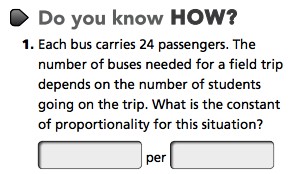 Do you know HOW?
1. Each bus carries 24 passengers. The
number of buses needed for a field trip
depends on the number of students
going on the trip. What is the constant
of proportionality for this situation?
per